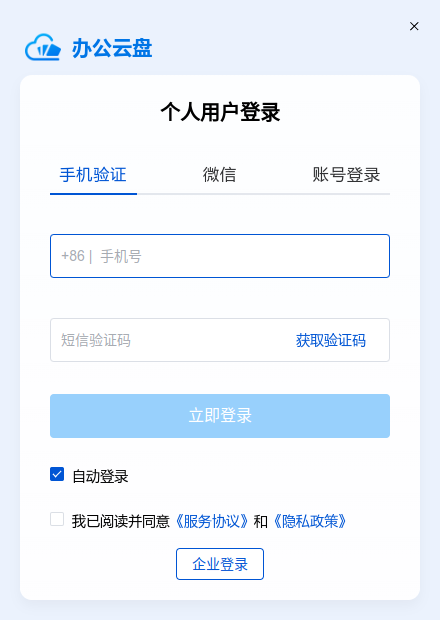 办公云盘
个人用户登录
手机验证 微信 账号登录
+86 | 手机号
短信验证码 获取验证码
立即登录
自动登录
我已阅读并同意《服务协议》和《隐私政策》
企业登录